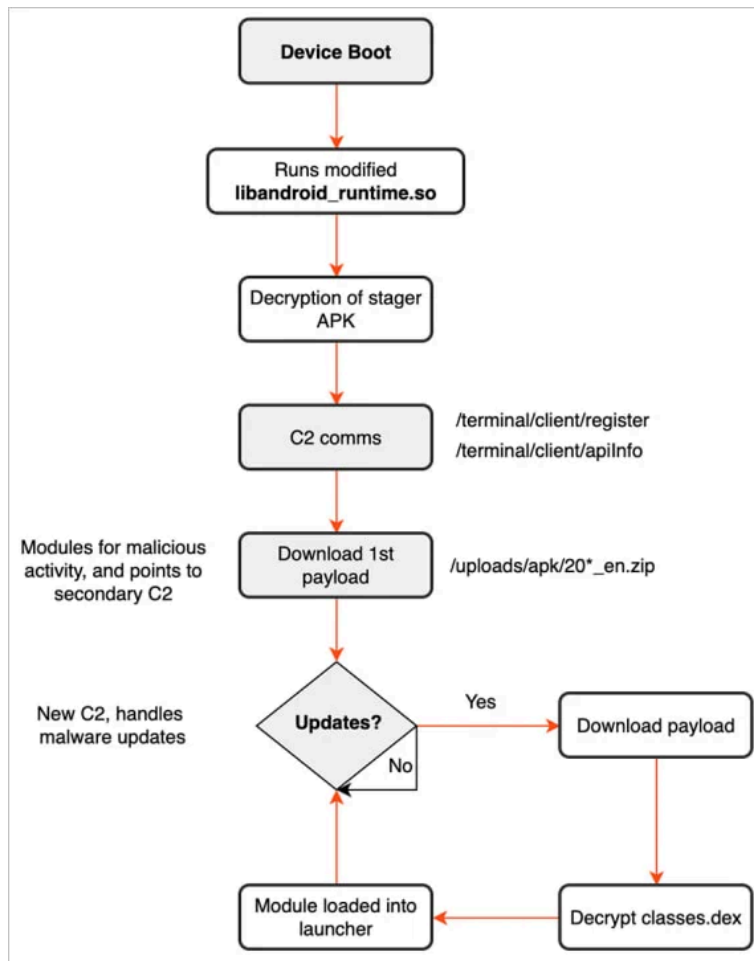 Device Boot
Runs modified
libandroid_runtime.so
Decryption of stager
APK
C2 comms
/terminal/client/register
/terminal/client/apiInfo
Modules for malicious
activity, and points to
secondary C2
Download 1st
payload
/uploads/apk/20*_en.zip
New C2, handles
malware updates
Updates?
Yes
No
Download payload
Decrypt classes.dex
Module loaded into
launcher